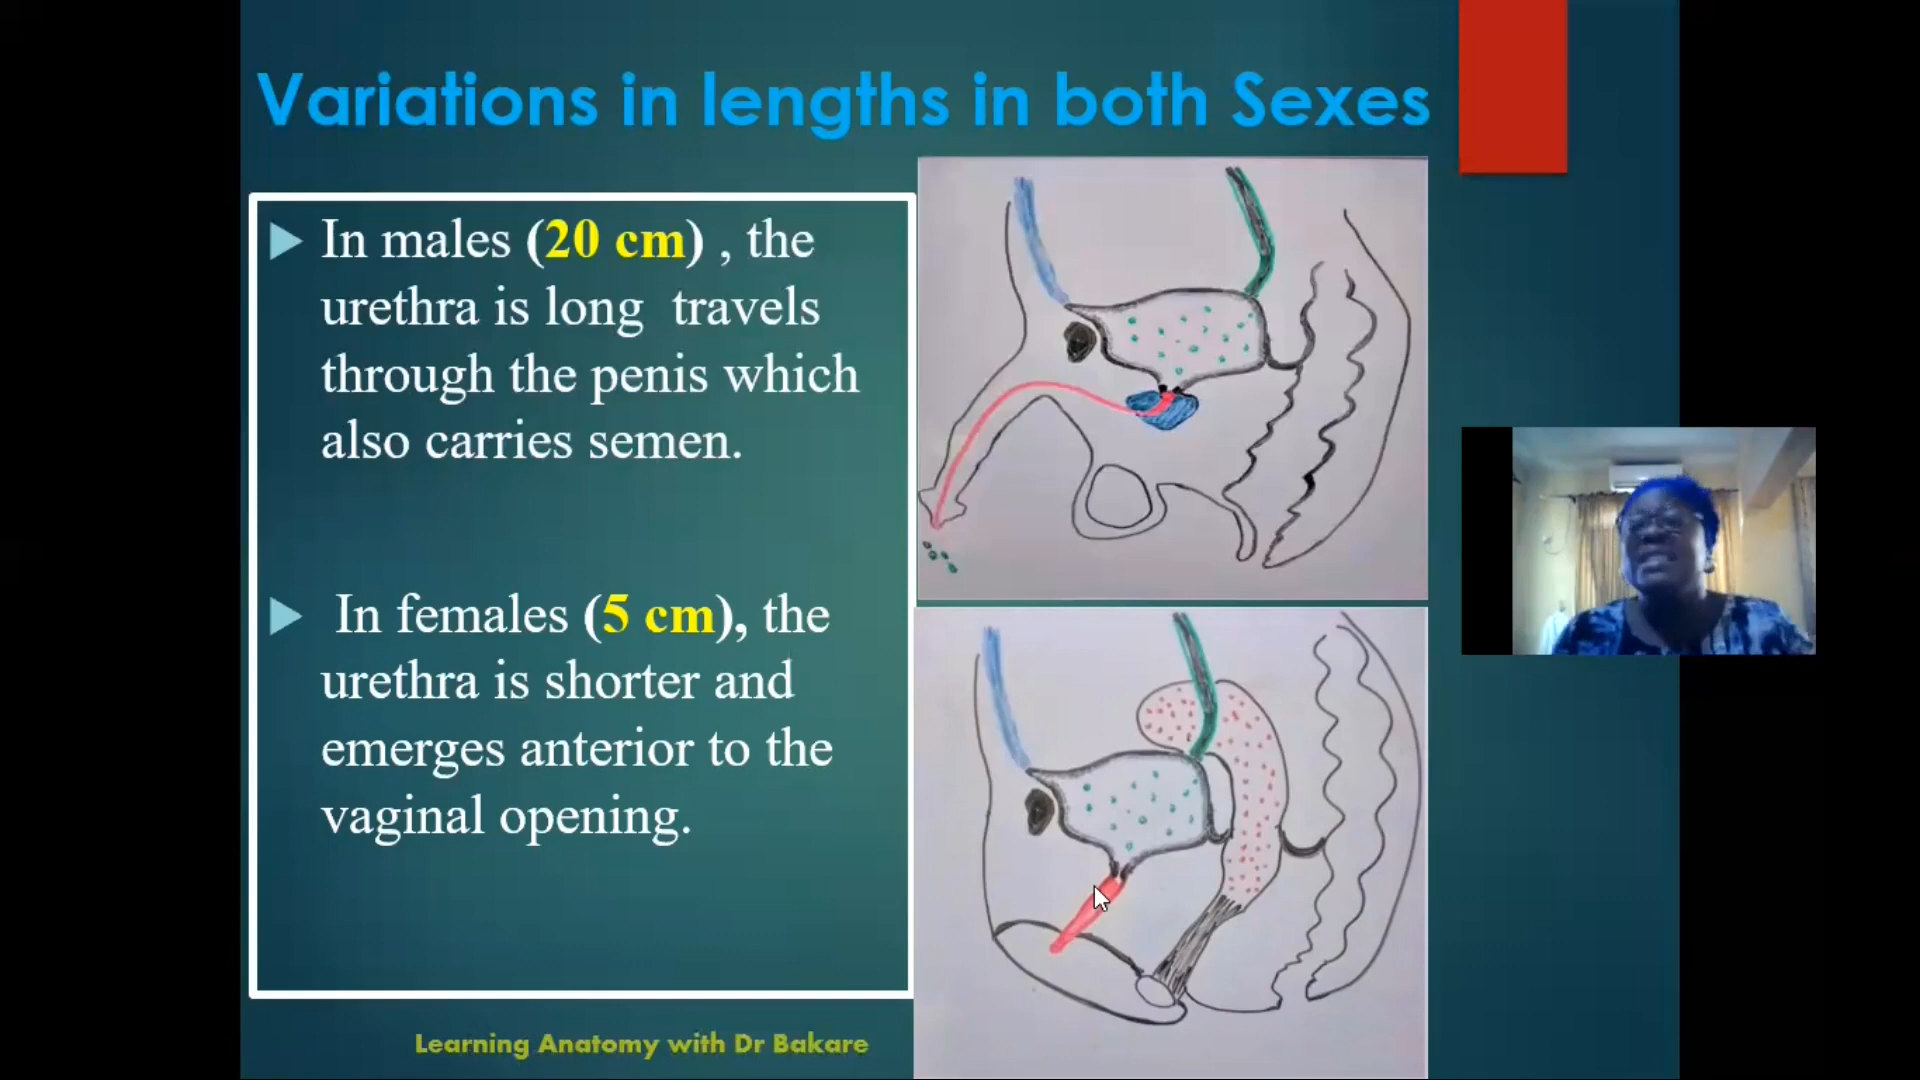 Variations in lengths in both Sexes
In males (20 cm) , the
urethra is long travels
through the penis which
also carries semen.
In females (5 cm), the
urethra is shorter and
emerges anterior to the
vaginal opening.
Learning Anatomy with Dr Bakare